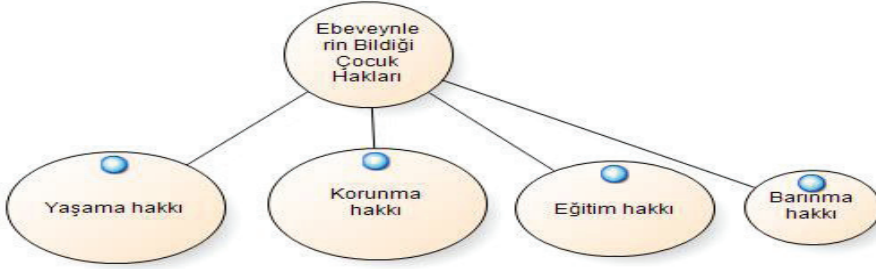 Ebeveynle
rin Bildiği
Çocuk
Hakları
Yaşama hakkı
Korunma
hakkı
Eğitim hakkı
Barınma
hakkı